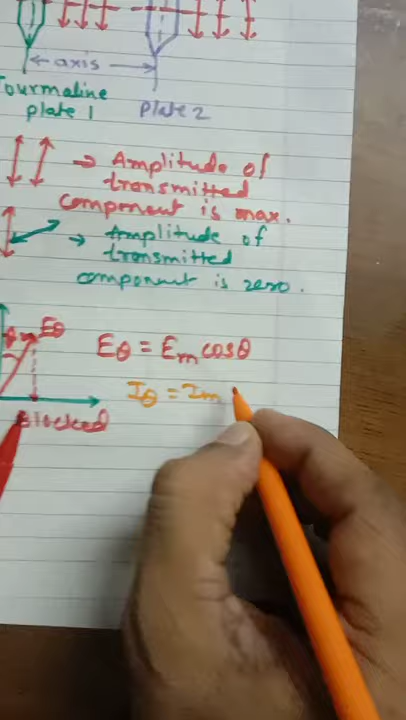 axis
Tourmaline
plate 1 Plate 2
→ Amplitude of
transmitted
component is max.
→ Amplitude of
transmitted
component is zero.
Eθ
Eθ = Em cosθ
Iθ = Im
Blocked